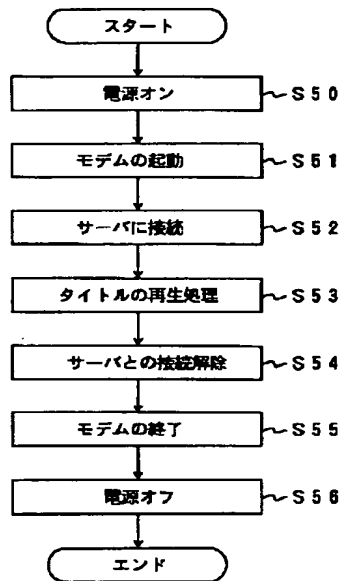 スタート
電源オン S50
モデムの起動 S51
サーバに接続 S52
タイトルの再生処理 S53
サーバとの接続解除 S54
モデムの終了 S55
電源オフ S56
エンド